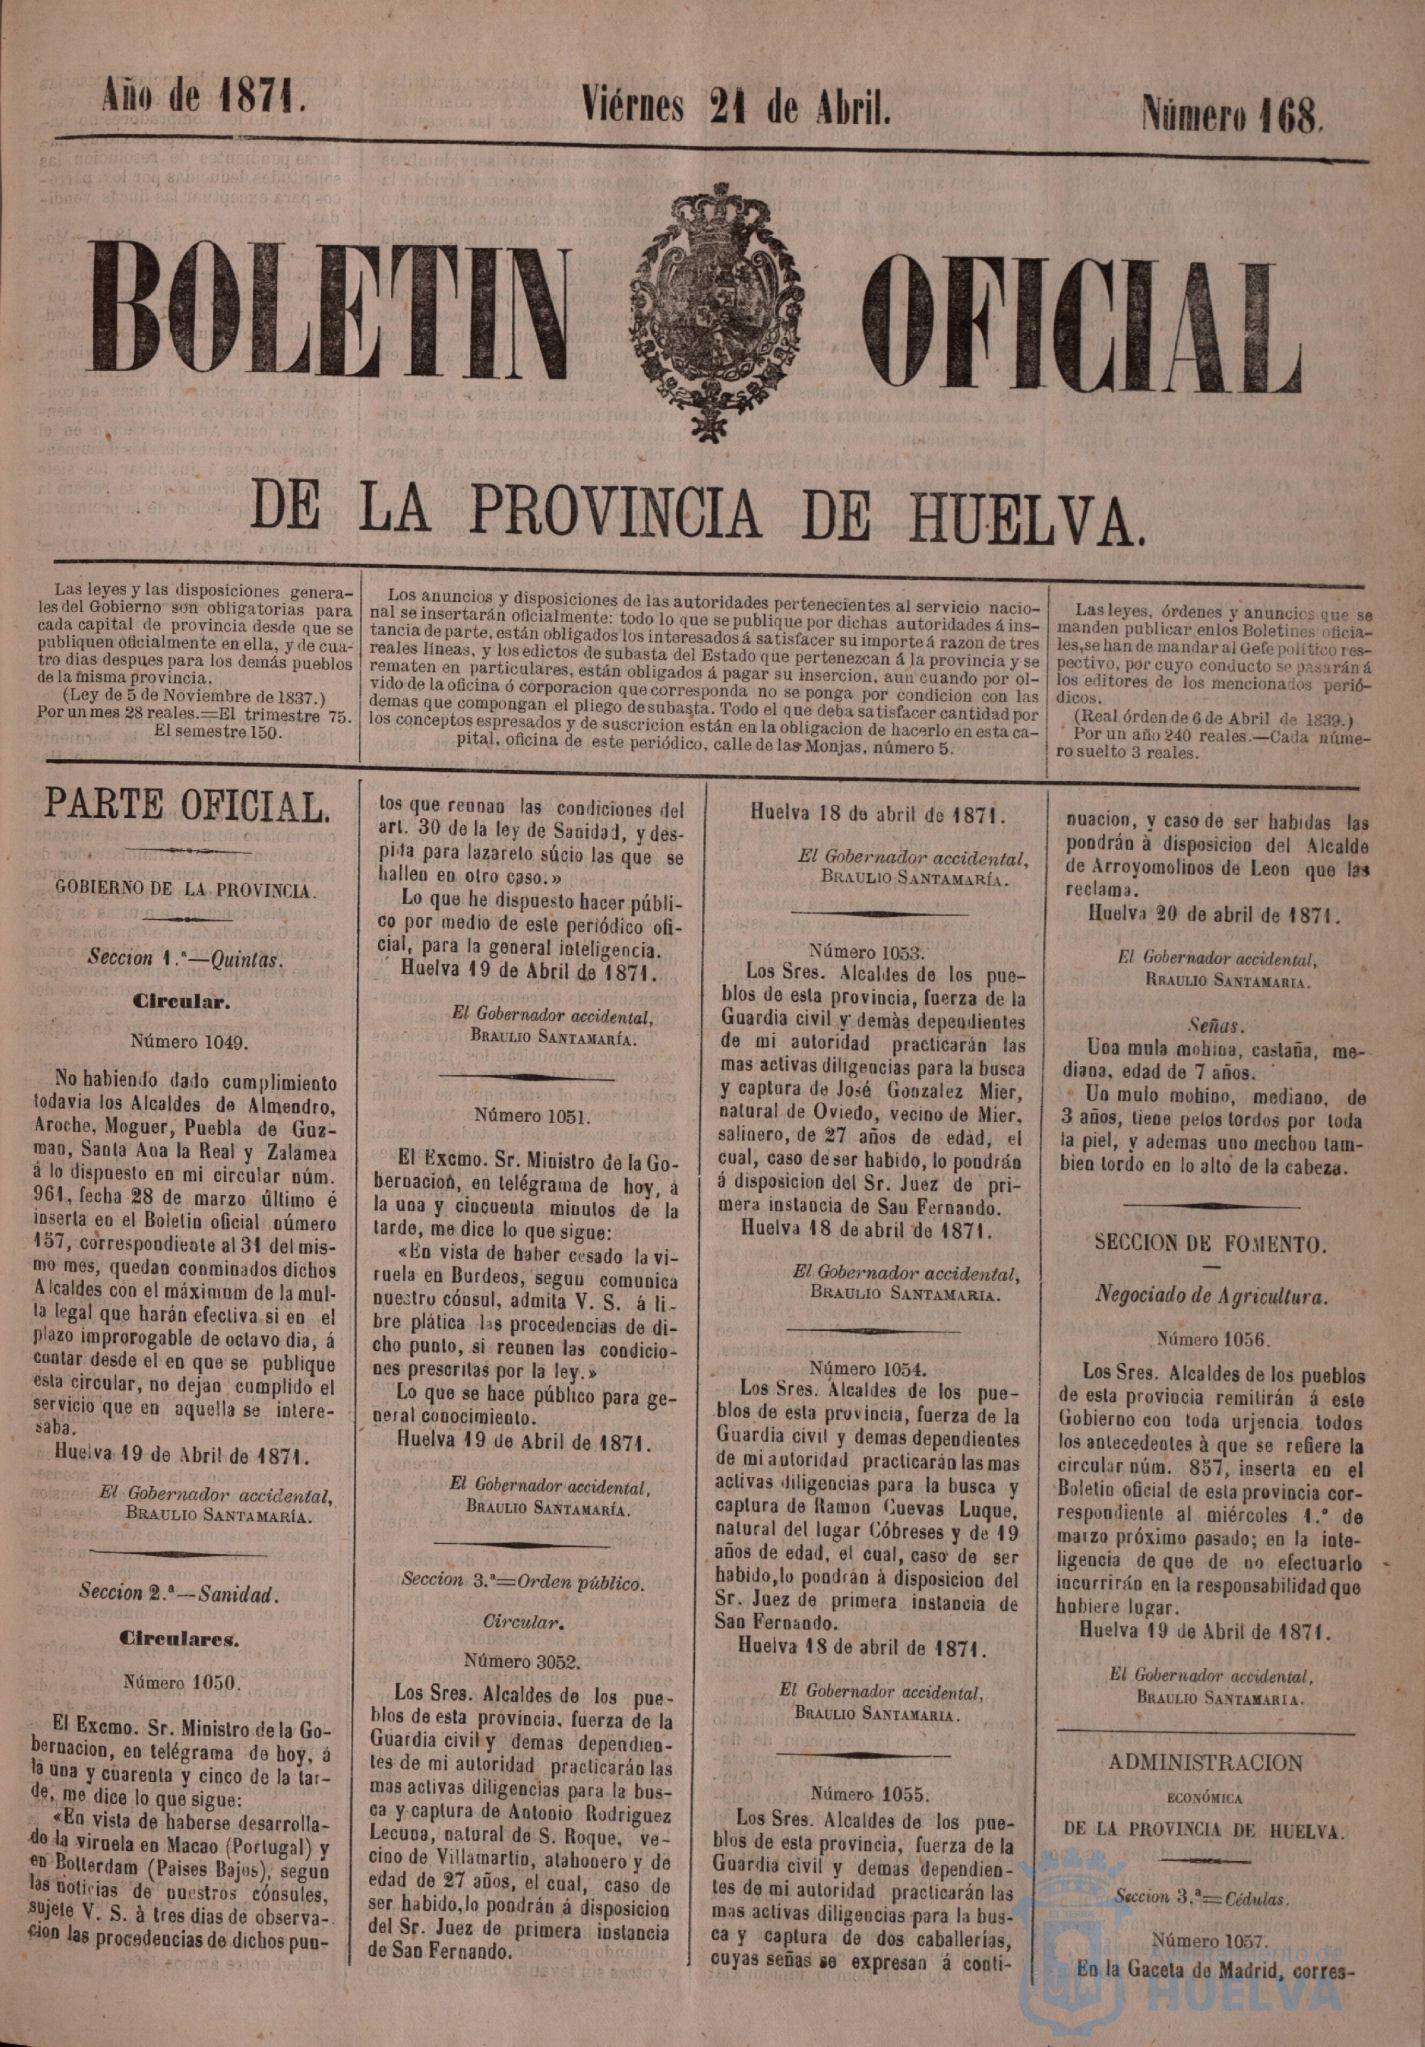 Año de 1871.
Viérnes 21 de Abril.
Número 168.
BOLETIN OFICIAL
DE LA PROVINCIA DE HUELVA.
Las leyes y las disposiciones genera-
les del Gobierno son obligatorias para
cada capital de provincia desde que se
publiquen oficialmente en ella, y de cua-
tro dias despues para los demás pueblos
de la misma provincia.
(Ley de 5 de Noviembre de 1837.)
Por un mes 28 reales.=El trimestre 75.
El semestre 150.
Los anuncios y disposiciones de las autoridades pertenecientes al servicio nacio-
nal se insertarán oficialmente: todo lo que se publique por dichas autoridades á ins-
tancia de parte, están obligados los interesados á satisfacer su importe á razon de tres
reales líneas, y los edictos de subasta del Estado que pertenezcan á la provincia y se
rematen en particulares, están obligados á pagar su insercion, aun cuando por ol-
vido de la oficina ó corporacion que corresponda no se ponga por condicion con las
demas que compongan el pliego de subasta. Todo el que deba satisfacer cantidad por
los conceptos espresados y de suscricion están en la obligacion de hacerlo en esta ca-
pital, oficina de este periódico, calle de las Monjas, número 5.
Las leyes, órdenes y anuncios que se
manden publicar en los Boletines oficia-
les, se han de mandar al Gefe político res-
pectivo, por cuyo conducto se pasarán á
los editores de los mencionados perió-
dicos.
(Real órden de 6 de Abril de 1839.)
Por un año 240 reales.—Cada núme-
ro suelto 3 reales.
PARTE OFICIAL.
GOBIERNO DE LA PROVINCIA.
Seccion 1.ª—Quintas.
Circular.
Número 1049.
No habiendo dado cumplimiento
todavia los Alcaldes de Almendro,
Aroche, Moguer, Puebla de Guz-
man, Santa Ana la Real y Zalamea
á lo dispuesto en mi circular núm.
961, fecha 28 de marzo último é
inserta en el Boletin oficial número
157, correspondiente al 31 del mis-
mo mes, quedan conminados dichos
Alcaldes con el máximum de la mul-
ta legal que harán efectiva si en el
plazo improrogable de octavo dia, á
contar desde el en que se publique
esta circular, no dejan cumplido el
servicio que en aquella se intere-
saba.
Huelva 19 de Abril de 1871.
El Gobernador accidental,
BRAULIO SANTAMARÍA.
Seccion 2.ª—Sanidad.
Circulares.
Número 1050.
El Excmo. Sr. Ministro de la Go-
bernacion, en telégrama de hoy, á
la una y cuarenta y cinco de la tar-
de, me dice lo que sigue:
«En vista de haberse desarrolla-
do la viruela en Macao (Portugal) y
en Botterdam (Paises Bajos), segun
las noticias de nuestros cónsules,
sujete V. S. à tres dias de observa-
cion las procedencias de dichos pun-
tos que reunan las condiciones del
art. 30 de la ley de Sanidad, y des-
pida para lazareto súcio las que se
hallen en otro caso.»
Lo que he dispuesto hacer públi-
co por medio de este periódico ofi-
cial, para la general inteligencia.
Huelva 19 de Abril de 1871.
El Gobernador accidental,
BRAULIO SANTAMARÍA.
Número 1051.
El Excmo. Sr. Ministro de la Go-
bernacion, en telégrama de hoy, á
la una y cincuenta minutos de la
tarde, me dice lo que sigue:
«En vista de haber cesado la vi-
ruela en Burdeos, segun comunica
nuestro cónsul, admita V. S. á li-
bre plática las procedencias de di-
cho punto, si reunen las condicio-
nes prescritas por la ley.»
Lo que se hace público para ge-
neral conocimiento.
Huelva 19 de Abril de 1871.
El Gobernador accidental,
BRAULIO SANTAMARÍA.
Seccion 3.ª=Orden público.
Circular.
Número 3052.
Los Sres. Alcaldes de los pue-
blos de esta provincia, fuerza de la
Guardia civil y demas dependien-
tes de mi autoridad practicarán las
mas activas diligencias para la bus-
ca y captura de Antonio Rodriguez
Lecuna, natural de S. Roque, ve-
cino de Villamartin, atahonero y de
edad de 27 años, el cual, caso de
ser habido, lo pondrán á disposicion
del Sr. Juez de primera instancia
de San Fernando.
Huelva 18 de abril de 1871.
El Gobernador accidental,
BRAULIO SANTAMARÍA.
Número 1053.
Los Sres. Alcaldes de los pue-
blos de esta provincia, fuerza de la
Guardia civil y demàs dependientes
de mi autoridad practicarán las
mas activas diligencias para la busca
y captura de José Gonzalez Mier,
natural de Oviedo, vecino de Mier,
salinero, de 27 años de edad, el
cual, caso de ser habido, lo pondrán
á disposicion del Sr. Juez de pri-
mera instancia de San Fernando.
Huelva 18 de abril de 1871.
El Gobernador accidental,
BRAULIO SANTAMARIA.
Número 1054.
Los Sres. Alcaldes de los pue-
blos de esta provincia, fuerza de la
Guardia civil y demas dependientes
de mi autoridad practicarán las mas
activas diligencias para la busca y
captura de Ramon Cuevas Luque,
natural del lugar Cóbreses y de 19
años de edad, el cual, caso de ser
habido, lo pondrán à disposicion del
Sr. Juez de primera instancia de
San Fernando.
Huelva 18 de abril de 1871.
El Gobernador accidental,
BRAULIO SANTAMARIA.
Número 1055.
Los Sres. Alcaldes de los pue-
blos de esta provincia, fuerza de la
Guardia civil y demas dependien-
tes de mi autoridad practicarán las
mas activas diligencias para la bus-
ca y captura de dos caballerías,
cuyas señas se expresan á conti-
nuacion, y caso de ser habidas las
pondrán à disposicion del Alcalde
de Arroyomolinos de Leon que las
reclama.
Huelva 20 de abril de 1871.
El Gobernador accidental,
RRAULIO SANTAMARIA.
Señas.
Una mula mohina, castaña, me-
diana, edad de 7 años.
Un mulo mohino, mediano, de
3 años, tiene pelos tordos por toda
la piel, y ademas uno mechon tam-
bien tordo en lo alto de la cabeza.
SECCION DE FOMENTO.
Negociado de Agricultura.
Número 1056.
Los Sres. Alcaldes de los pueblos
de esta provincia remitirán á este
Gobierno con toda urjencia todos
los antecedentes à que se refiere la
circular núm. 857, inserta en el
Boletin oficial de esta provincia cor-
respondiente al miércoles 1.º de
marzo próximo pasado; en la inte-
ligencia de que de no efectuarlo
incurrirán en la responsabilidad que
hubiere lugar.
Huelva 19 de Abril de 1871.
El Gobernador accidental,
BRAULIO SANTAMARIA.
ADMINISTRACION
ECONÓMICA
DE LA PROVINCIA DE HUELVA.
Seccion 3.ª=Cédulas.
Número 1057.
En la Gaceta de Madrid, corres-
Ayuntamiento de
HUELVA